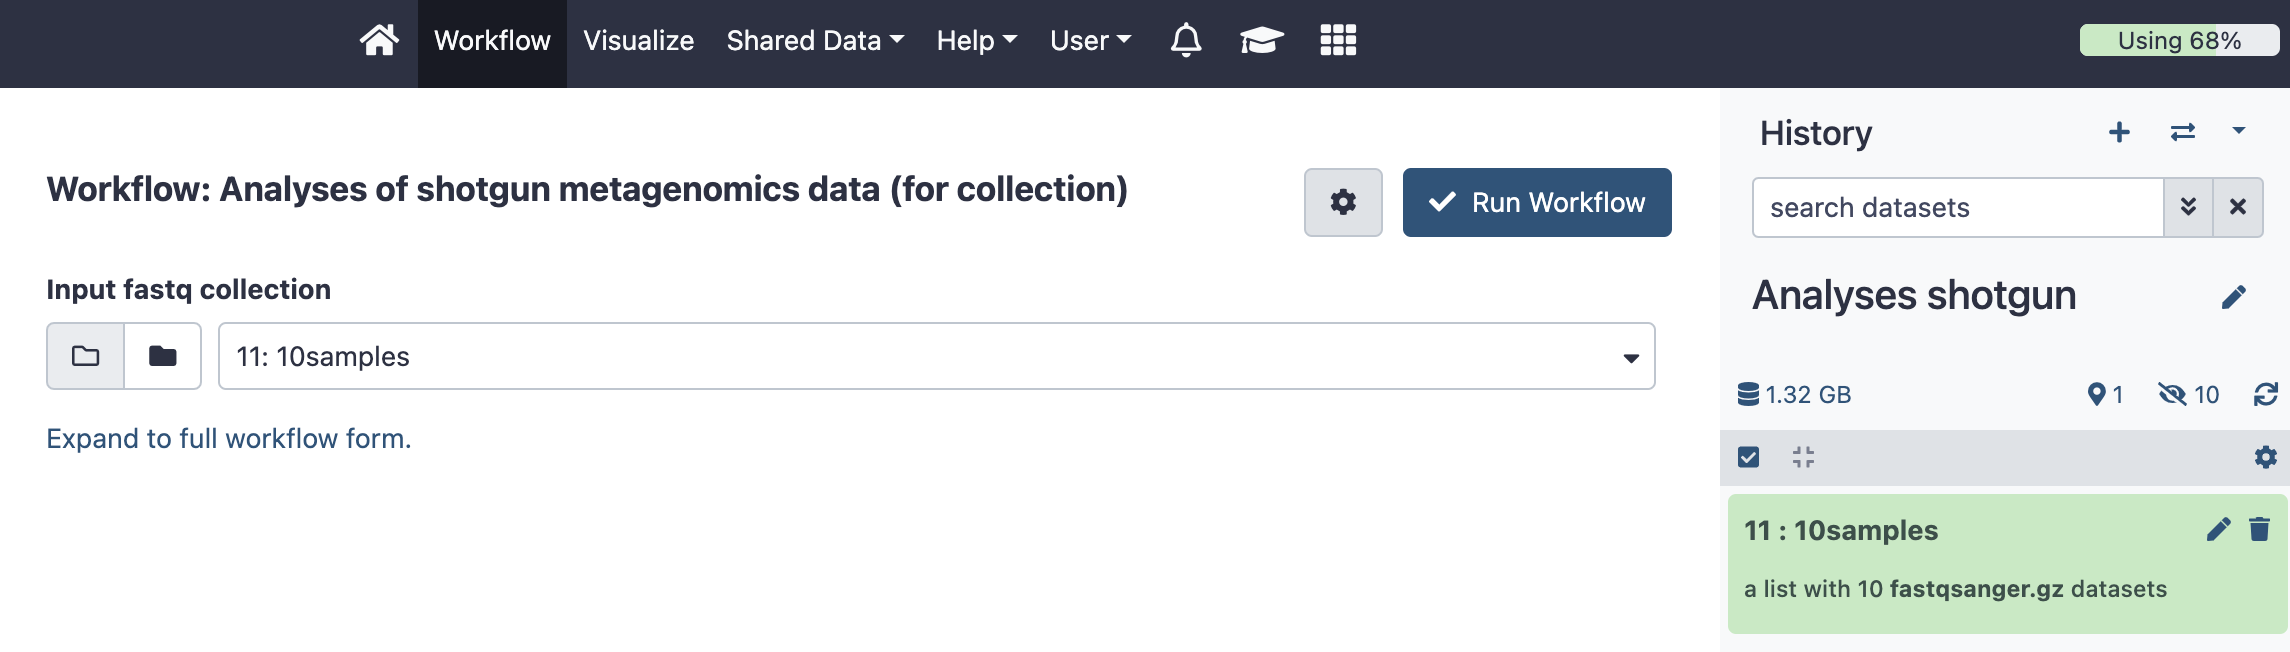 Workflow Visualize Shared Data Help User Using 68%
Workflow: Analyses of shotgun metagenomics data (for collection)
Run Workflow
Input fastq collection
11: 10samples
Expand to full workflow form.
History
search datasets
Analyses shotgun
1.32 GB 1 10
11 : 10samples
a list with 10 fastqsanger.gz datasets